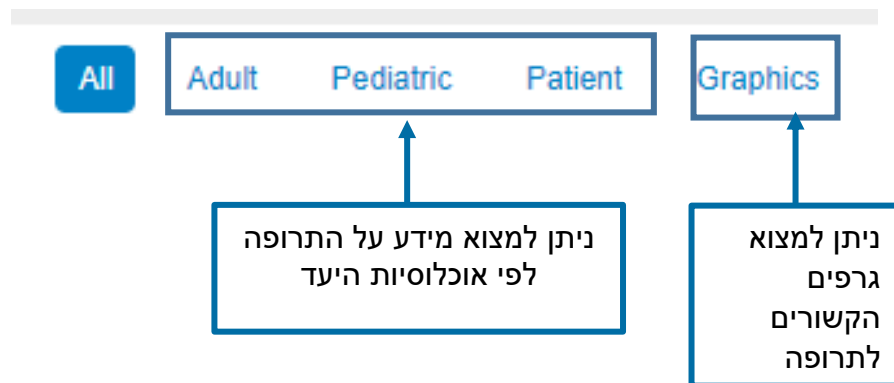 All Adult Pediatric Patient Graphics
ניתן למצוא מידע על התרופה
לפי אוכלוסיות היעד
ניתן למצוא
גרפים
הקשורים
לתרופה